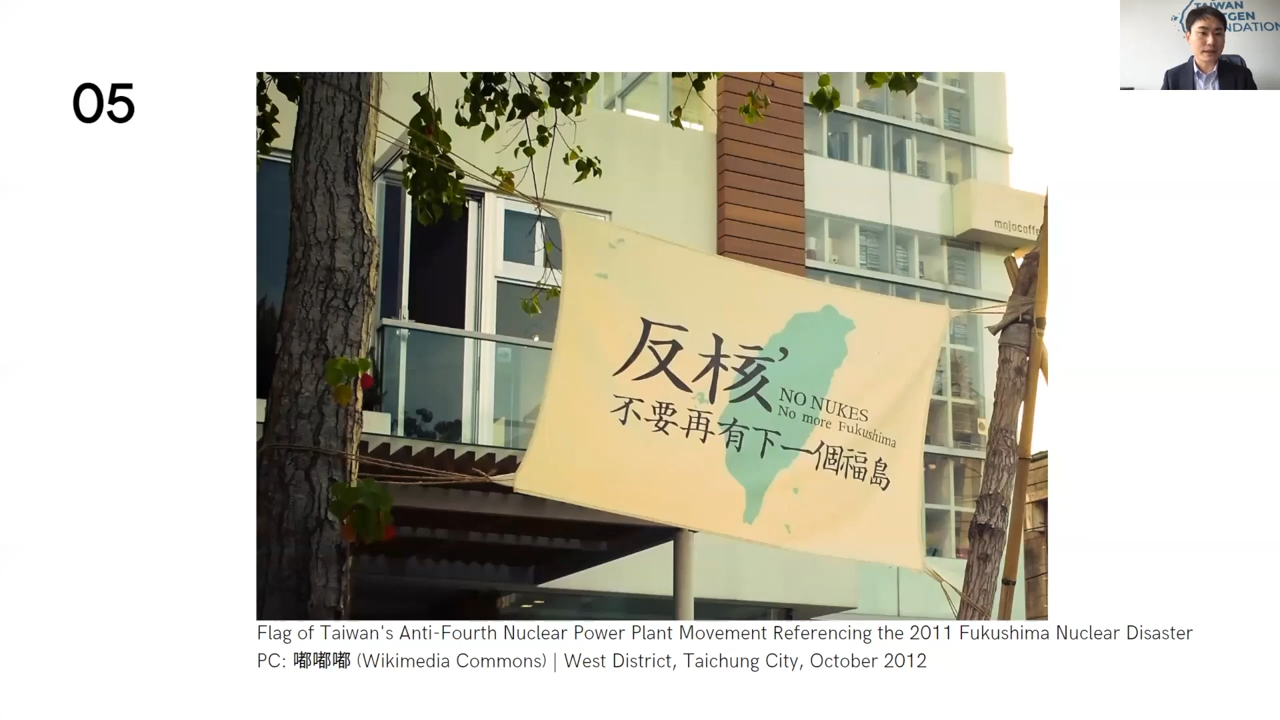 05
TAIWAN
反核’
NO NUKES
No more Fukushima
不要再有下一個福島
Flag of Taiwan's Anti-Fourth Nuclear Power Plant Movement Referencing the 2011 Fukushima Nuclear Disaster
PC: 嘟嘟嘟 (Wikimedia Commons) | West District, Taichung City, October 2012